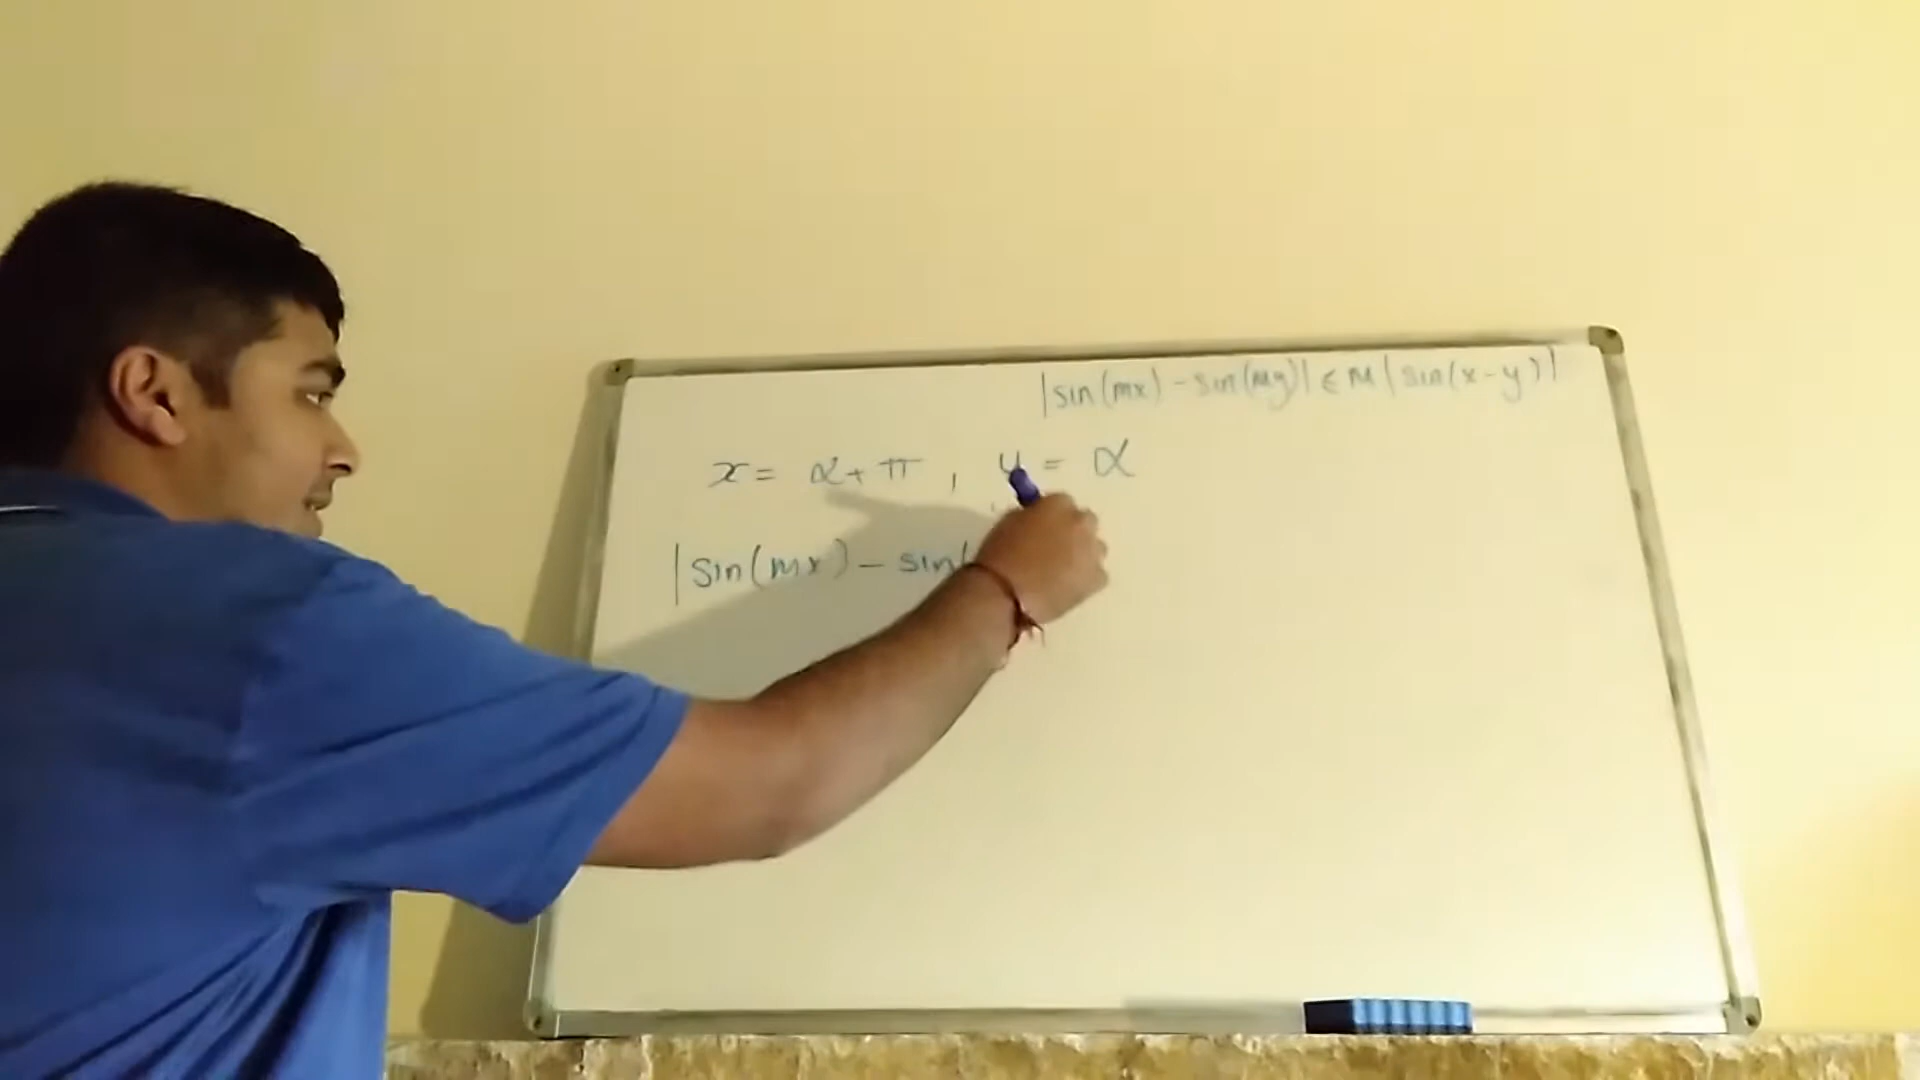 |sin(mx) - sin(my)| ≤ M |sin(x-y)|
x = α + π , y = α
|sin(mx) - sin(